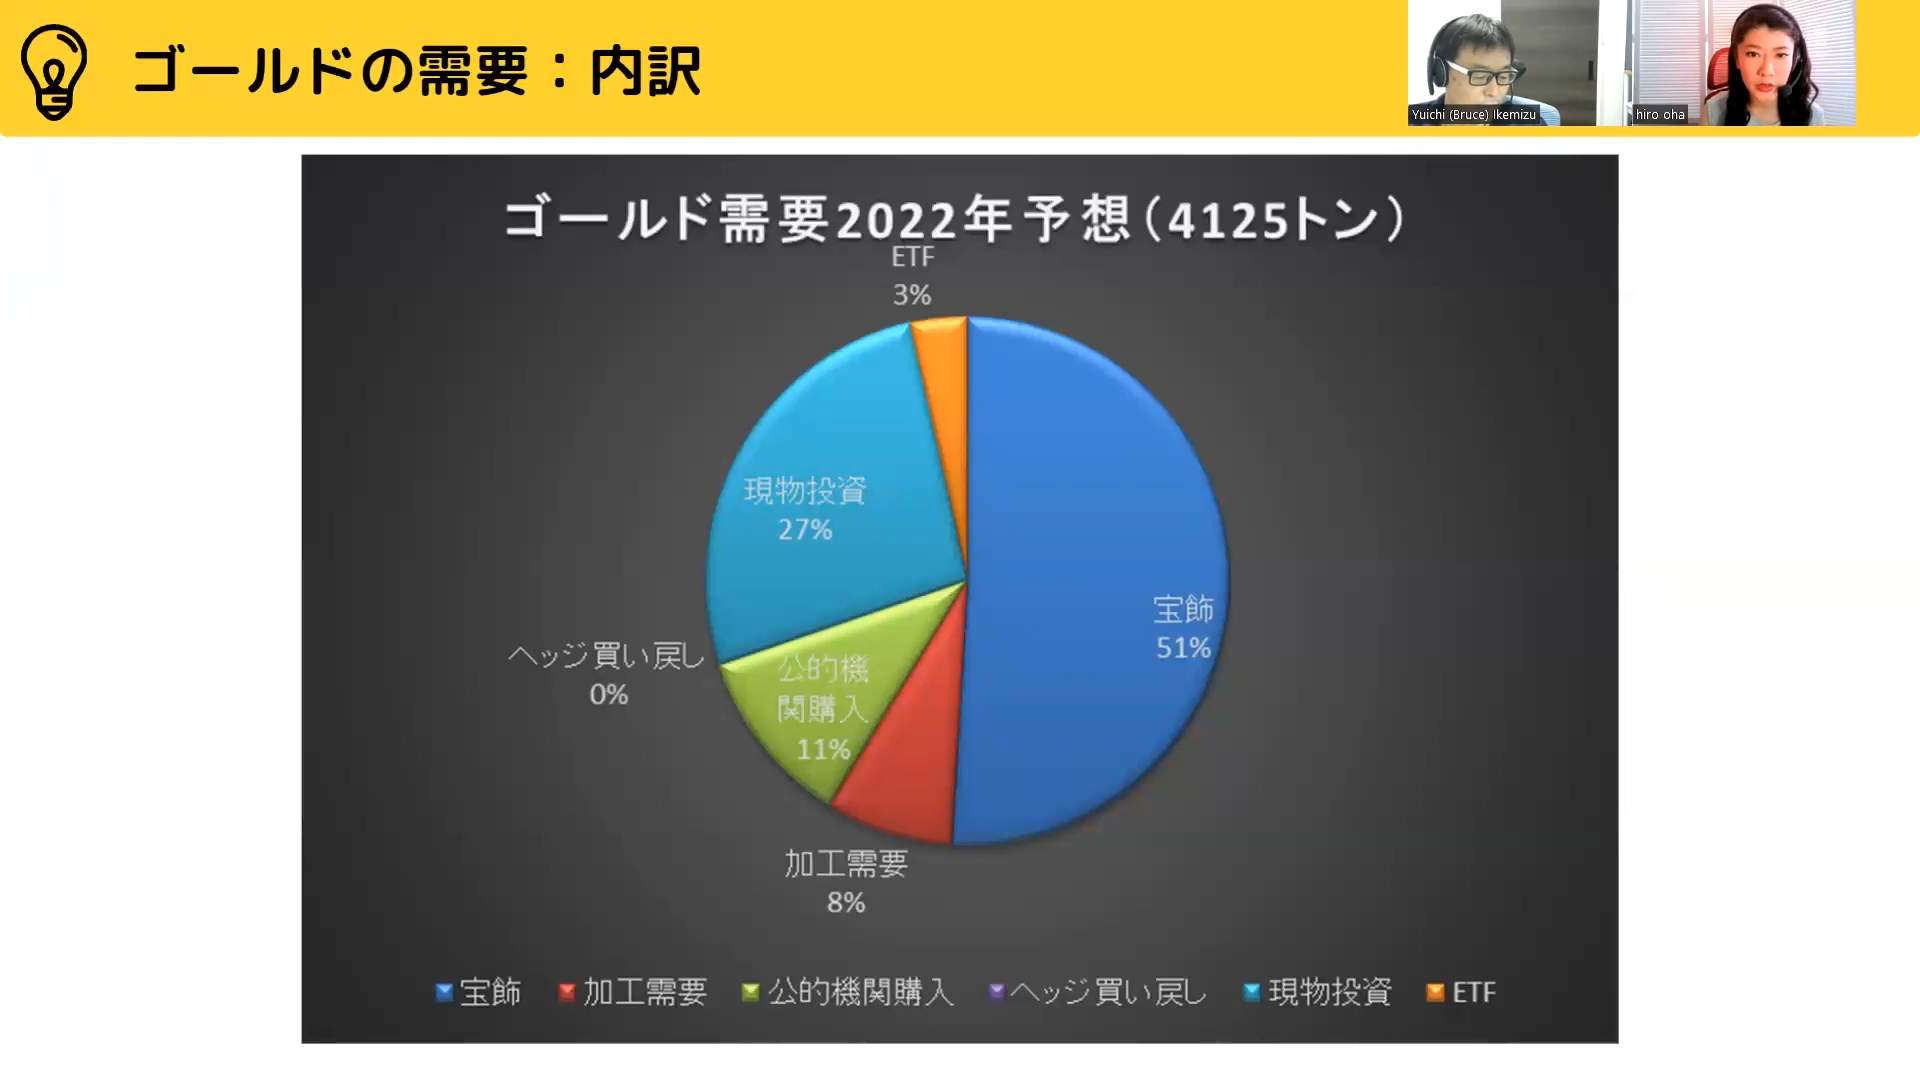 ゴールドの需要：内訳
Yuichi (Bruce) Ikemizu
hiro oha
ゴールド需要2022年予想（4125トン）
ETF
3%
現物投資
27%
宝飾
51%
ヘッジ買い戻し
0%
公的機
関購入
11%
加工需要
8%
宝飾 加工需要 公的機関購入 ヘッジ買い戻し 現物投資 ETF